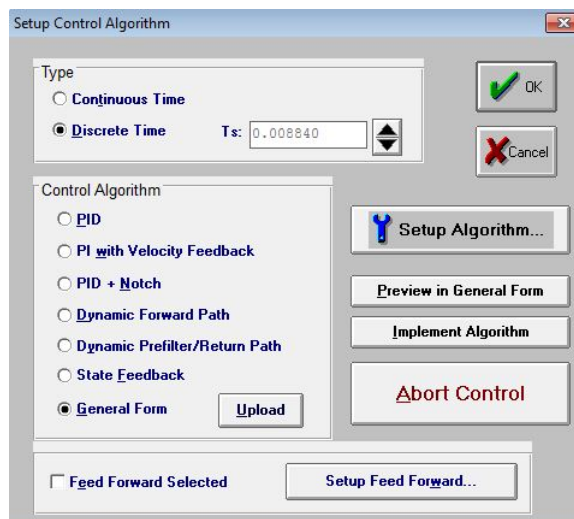 Setup Control Algorithm
Type
Continuous Time
Discrete Time Ts: 0.008840
OK
Cancel
Control Algorithm
PID
PI with Velocity Feedback
PID + Notch
Dynamic Forward Path
Dynamic Prefilter/Return Path
State Feedback
General Form Upload
Setup Algorithm...
Preview in General Form
Implement Algorithm
Abort Control
Feed Forward Selected Setup Feed Forward...